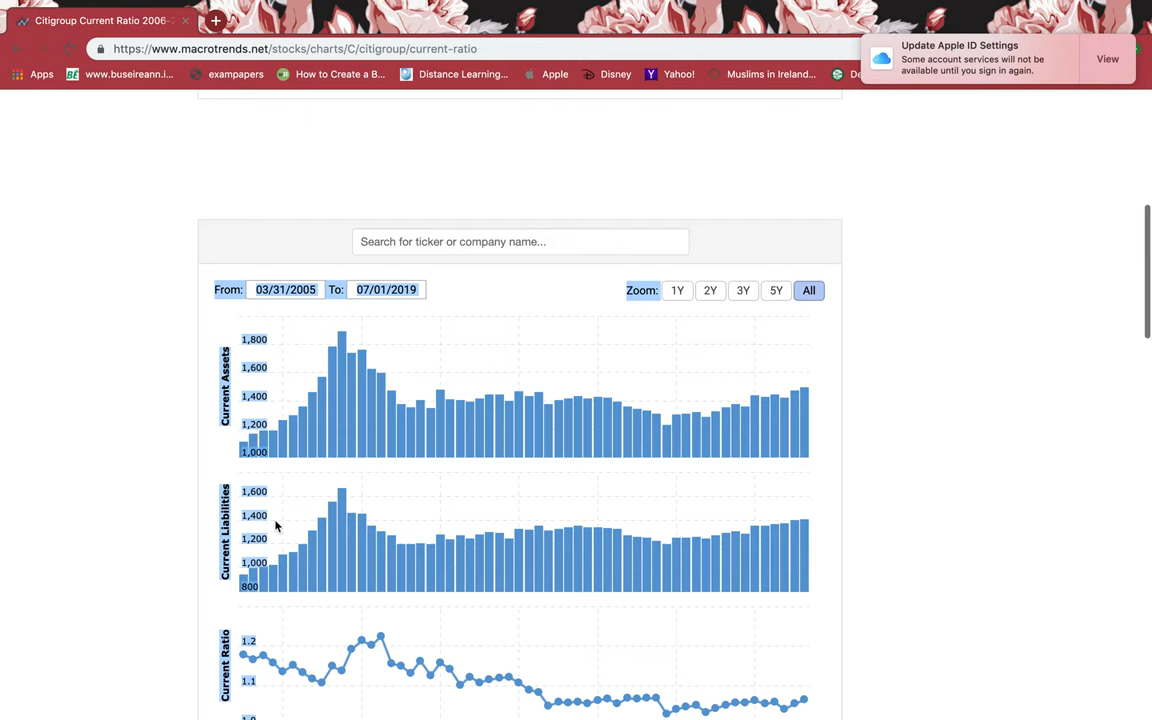 Citigroup Current Ratio 2006-
https://www.macrotrends.net/stocks/charts/C/citigroup/current-ratio
Update Apple ID Settings
Some account services will not be
available until you sign in again.
View
Apps BÉ www.buseireann.i... exampapers How to Create a B... Distance Learning... Apple Disney Y Yahoo! Muslims in Ireland... De
Search for ticker or company name...
From: 03/31/2005 To: 07/01/2019 Zoom: 1Y 2Y 3Y 5Y All
Current Assets
1,800
1,600
1,400
1,200
1,000
Current Liabilities
1,600
1,400
1,200
1,000
800
Current Ratio
1.2
1.1